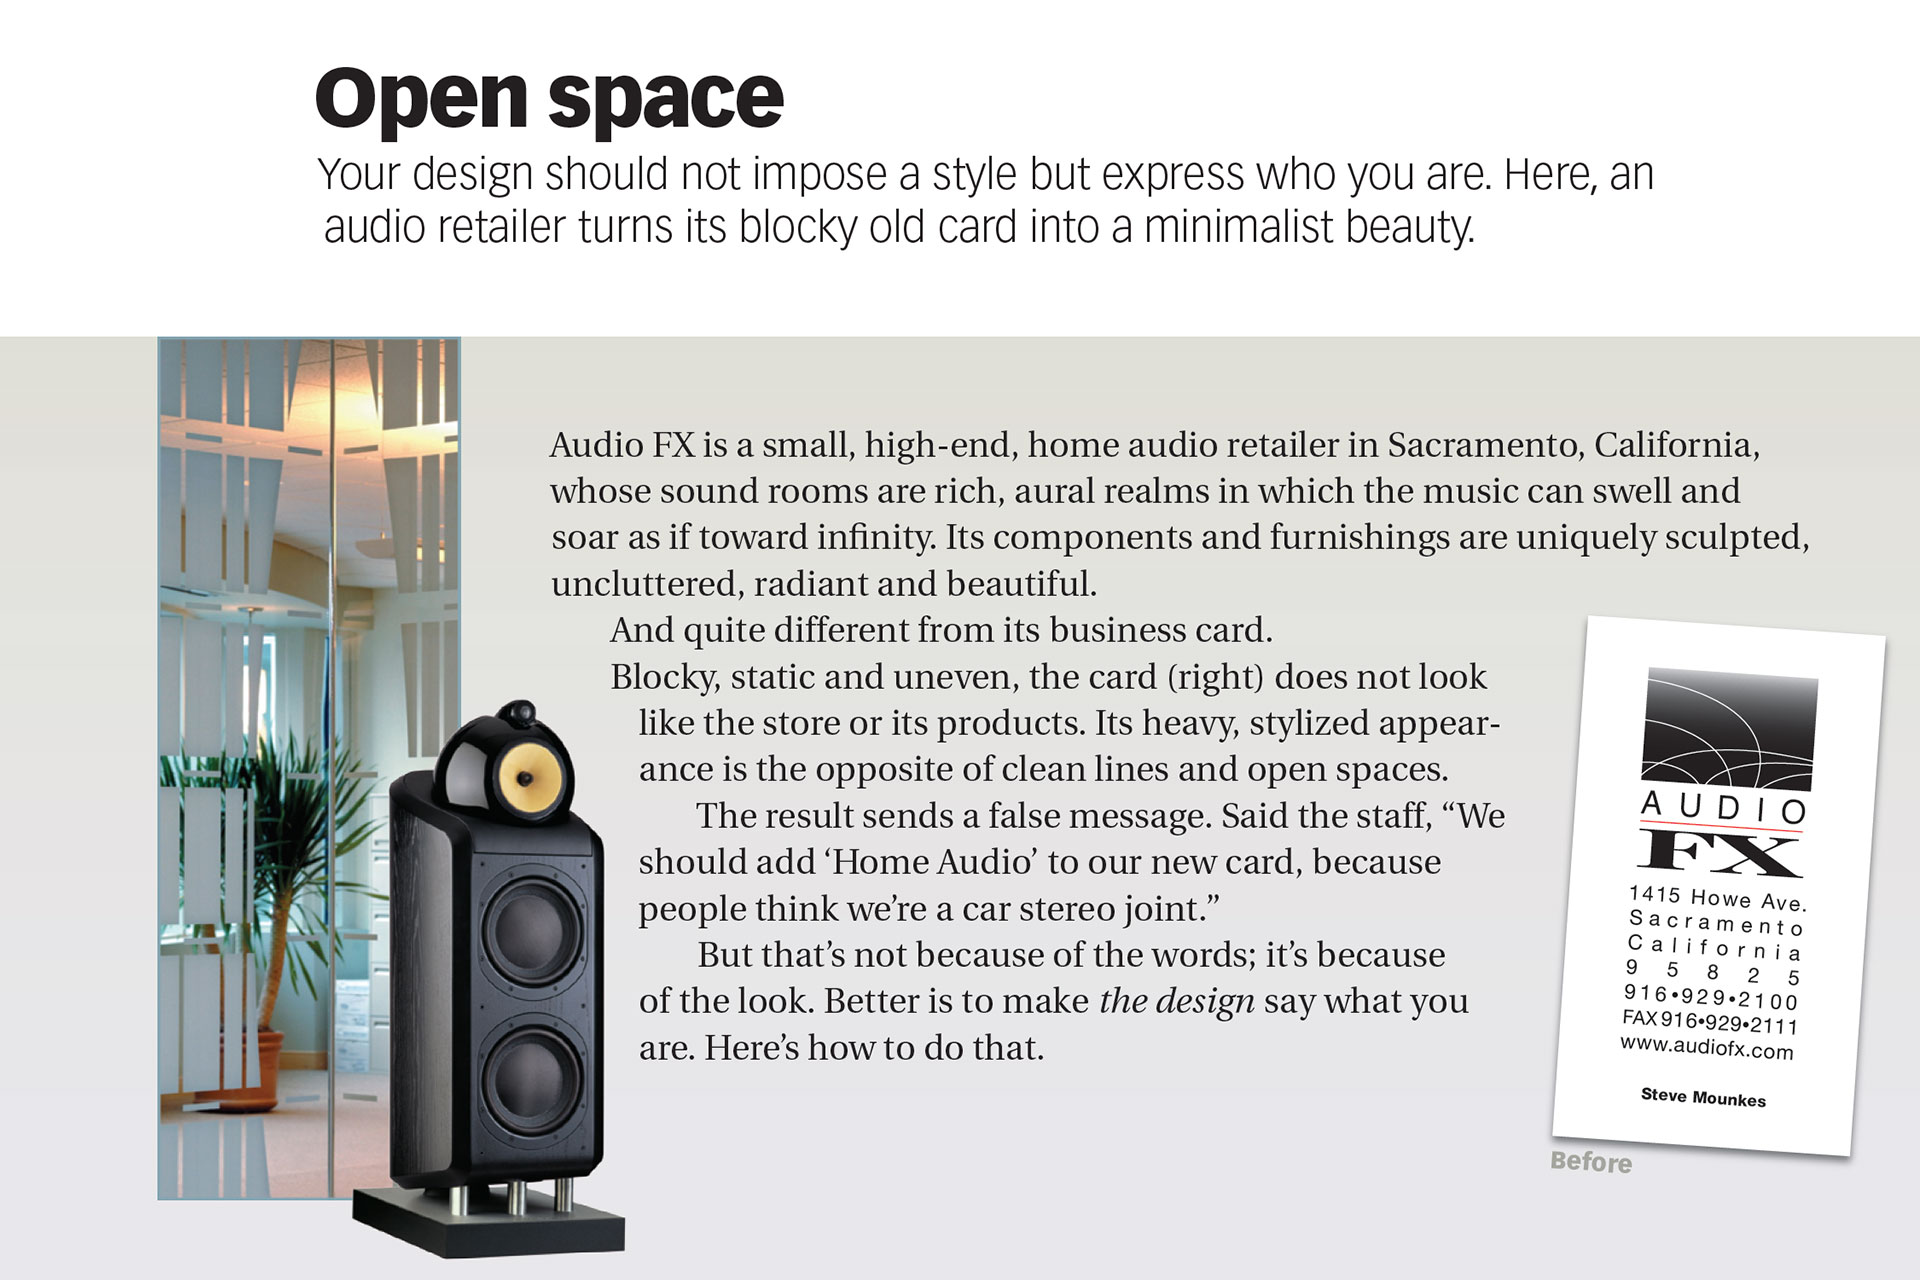 Open space
Your design should not impose a style but express who you are. Here, an
audio retailer turns its blocky old card into a minimalist beauty.
Audio FX is a small, high-end, home audio retailer in Sacramento, California,
whose sound rooms are rich, aural realms in which the music can swell and
soar as if toward infinity. Its components and furnishings are uniquely sculpted,
uncluttered, radiant and beautiful.
And quite different from its business card.
Blocky, static and uneven, the card (right) does not look
like the store or its products. Its heavy, stylized appear-
ance is the opposite of clean lines and open spaces.
The result sends a false message. Said the staff, “We
should add ‘Home Audio’ to our new card, because
people think we’re a car stereo joint.”
But that’s not because of the words; it’s because
of the look. Better is to make the design say what you
are. Here’s how to do that.
AUDIO
FX
1415 Howe Ave.
Sacramento
California
95825
916•929•2100
FAX 916•929•2111
www.audiofx.com
Steve Mounkes
Before